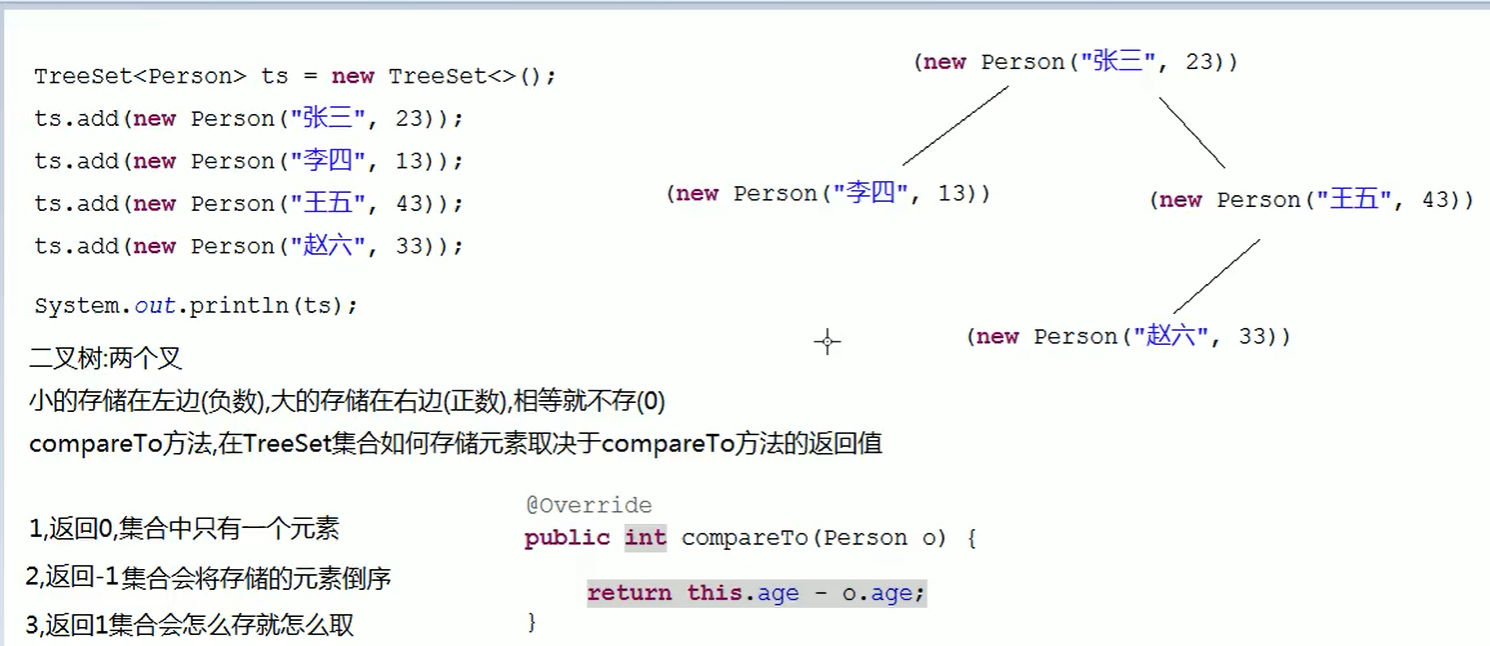 TreeSet<Person> ts = new TreeSet<>();
ts.add(new Person("张三", 23));
ts.add(new Person("李四", 13));
ts.add(new Person("王五", 43));
ts.add(new Person("赵六", 33));
System.out.println(ts);
二叉树:两个叉
小的存储在左边(负数),大的存储在右边(正数),相等就不存(0)
compareTo方法,在TreeSet集合如何存储元素取决于compareTo方法的返回值
1,返回0,集合中只有一个元素
2,返回-1集合会将存储的元素倒序
3,返回1集合会怎么存就怎么取
(new Person("张三", 23))
(new Person("李四", 13))
(new Person("王五", 43))
(new Person("赵六", 33))
@Override
public int compareTo(Person o) {
return this.age - o.age;
}